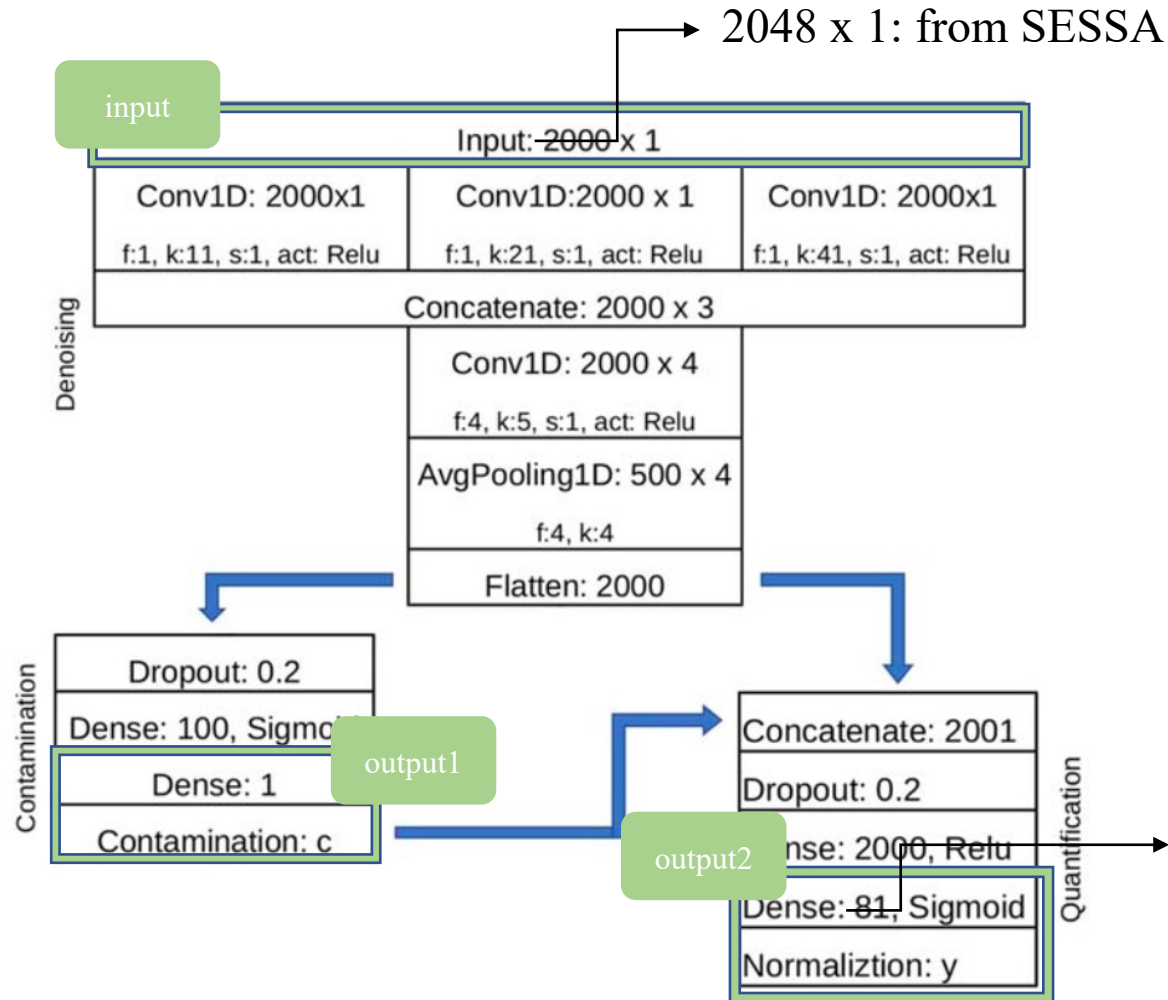 2048 x 1: from SESSA
input
Input: 2000 x 1
Conv1D: 2000x1
f:1, k:11, s:1, act: Relu
Conv1D:2000 x 1
f:1, k:21, s:1, act: Relu
Conv1D: 2000x1
f:1, k:41, s:1, act: Relu
Concatenate: 2000 x 3
Denoising
Conv1D: 2000 x 4
f:4, k:5, s:1, act: Relu
AvgPooling1D: 500 x 4
f:4, k:4
Flatten: 2000
Contamination
Dropout: 0.2
Dense: 100,
output1
Dense: 1
Contamination: c
Concatenate: 2001
Dropout: 0.2
output2
2000, Relu
Dense: 81, Sigmoid
Normaliztion: y
Quantification